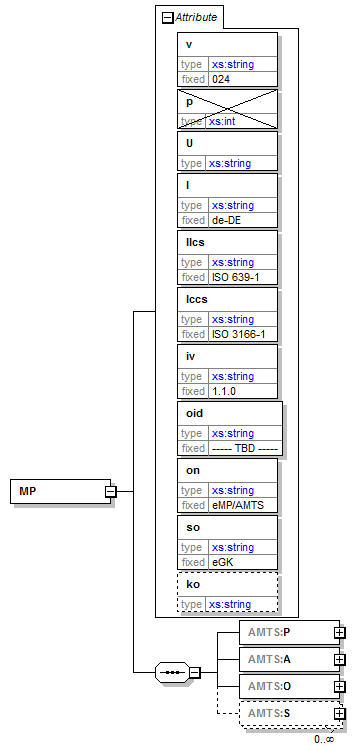 Attribute
v
type xs:string
fixed 024
p
type xs:int
U
type xs:string
l
type xs:string
fixed de-DE
llcs
type xs:string
fixed ISO 639-1
lccs
type xs:string
fixed ISO 3166-1
iv
type xs:string
fixed 1.1.0
oid
type xs:string
fixed ----- TBD -----
on
type xs:string
fixed eMP/AMTS
so
type xs:string
fixed eGK
ko
type xs:string
MP
AMTS:P
AMTS:A
AMTS:O
AMTS:S
0..∞